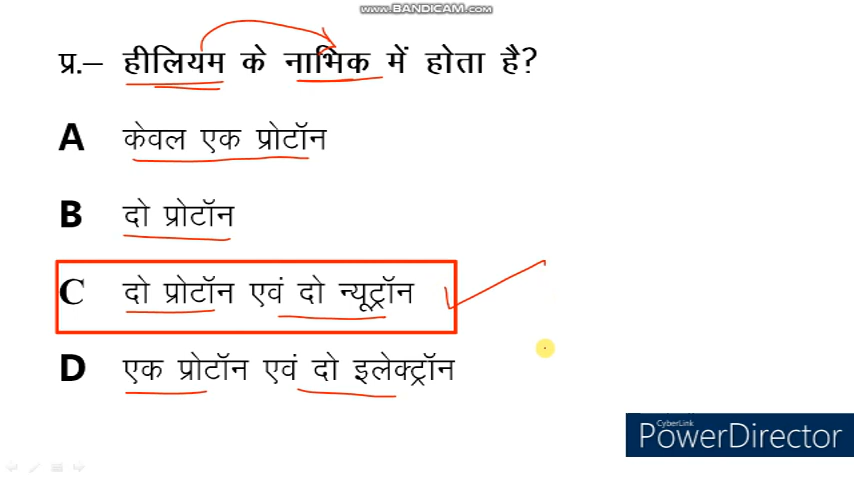 www.BANDICAM.com
प्र.– हीलियम के नाभिक में होता है?
A केवल एक प्रोटॉन
B दो प्रोटॉन
C दो प्रोटॉन एवं दो न्यूट्रॉन
D एक प्रोटॉन एवं दो इलेक्ट्रॉन
CyberLink
PowerDirector